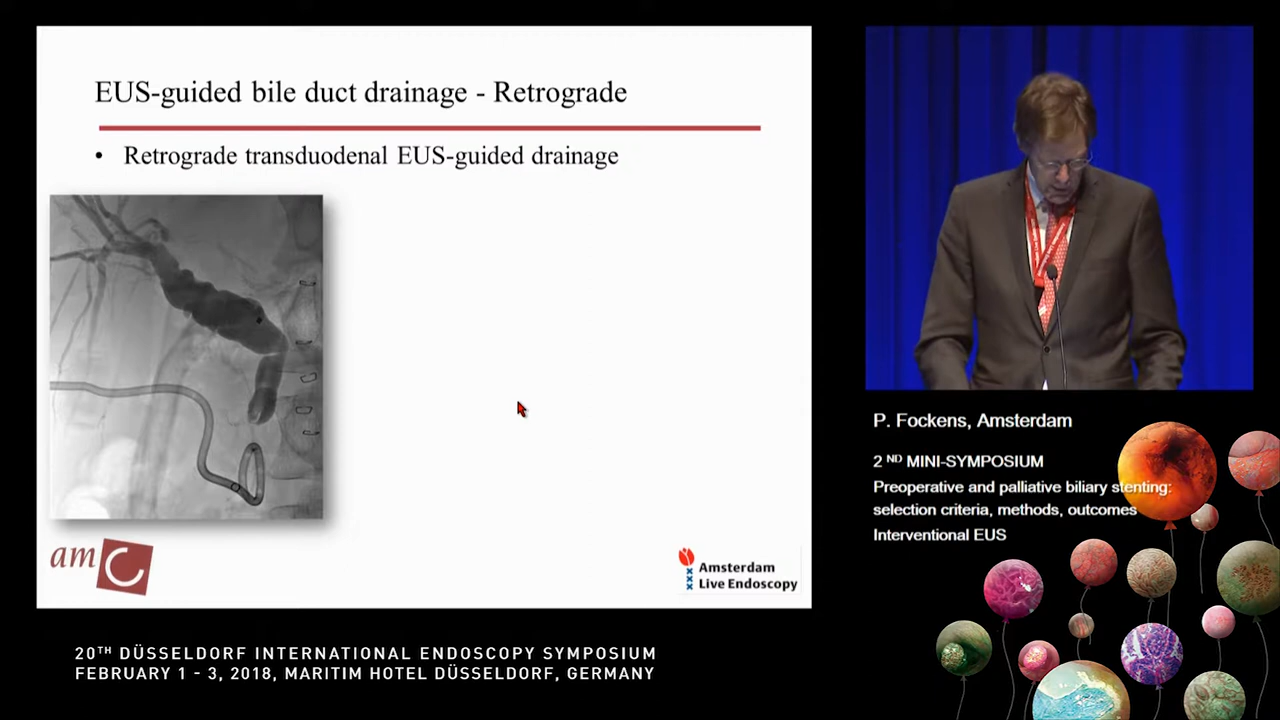 EUS-guided bile duct drainage - Retrograde
• Retrograde transduodenal EUS-guided drainage
amC
Amsterdam
Live Endoscopy
P. Fockens, Amsterdam
2 ND MINI-SYMPOSIUM
Preoperative and palliative biliary stenting:
selection criteria, methods, outcomes
Interventional EUS
20TH DÜSSELDORF INTERNATIONAL ENDOSCOPY SYMPOSIUM
FEBRUARY 1 - 3, 2018, MARITIM HOTEL DÜSSELDORF, GERMANY